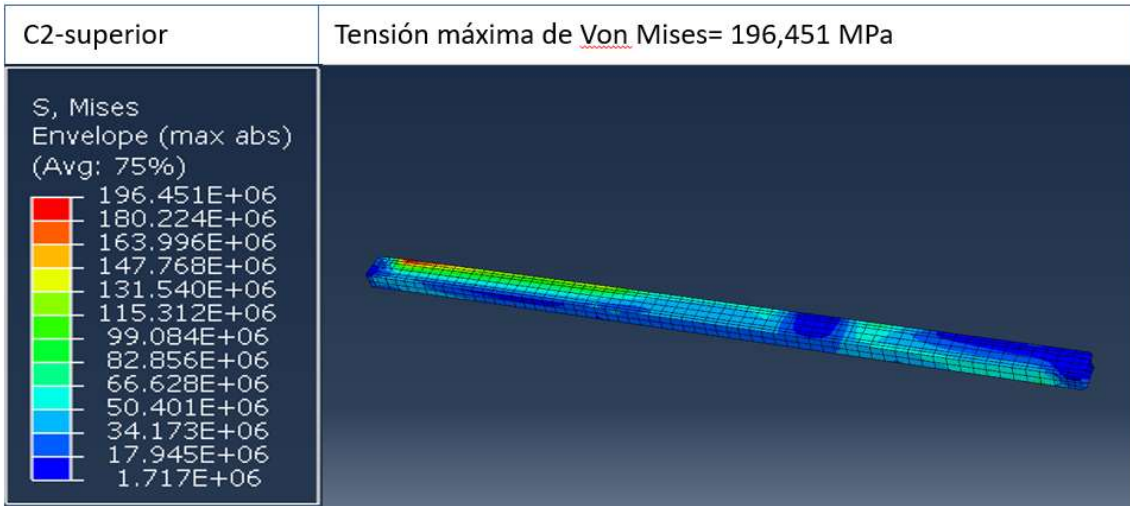 C2-superior
Tensión máxima de Von Mises= 196,451 MPa
S, Mises
Envelope (max abs)
(Avg: 75%)
196.451E+06
180.224E+06
163.996E+06
147.768E+06
131.540E+06
115.312E+06
99.084E+06
82.856E+06
66.628E+06
50.401E+06
34.173E+06
17.945E+06
1.717E+06